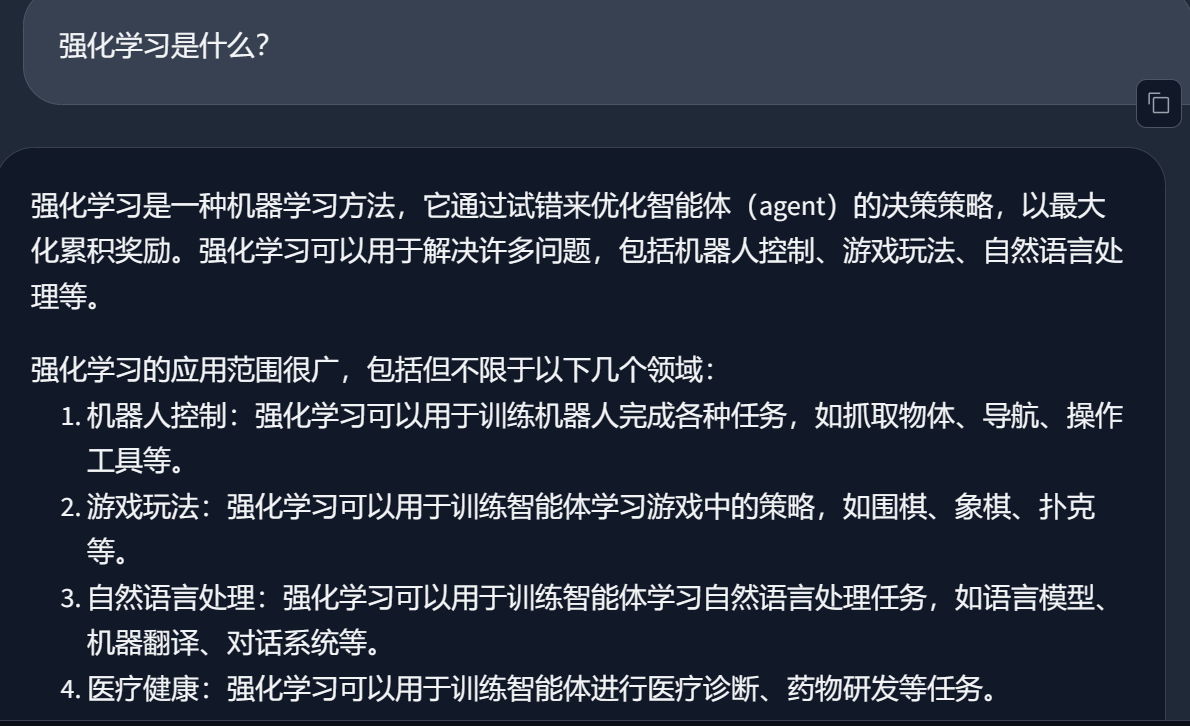 强化学习是什么？
强化学习是一种机器学习方法，它通过试错来优化智能体（agent）的决策策略，以最大
化累积奖励。强化学习可以用于解决许多问题，包括机器人控制、游戏玩法、自然语言处
理等。
强化学习的应用范围很广，包括但不限于以下几个领域：
1. 机器人控制：强化学习可以用于训练机器人完成各种任务，如抓取物体、导航、操作
工具等。
2. 游戏玩法：强化学习可以用于训练智能体学习游戏中的策略，如围棋、象棋、扑克
等。
3. 自然语言处理：强化学习可以用于训练智能体学习自然语言处理任务，如语言模型、
机器翻译、对话系统等。
4. 医疗健康：强化学习可以用于训练智能体进行医疗诊断、药物研发等任务。